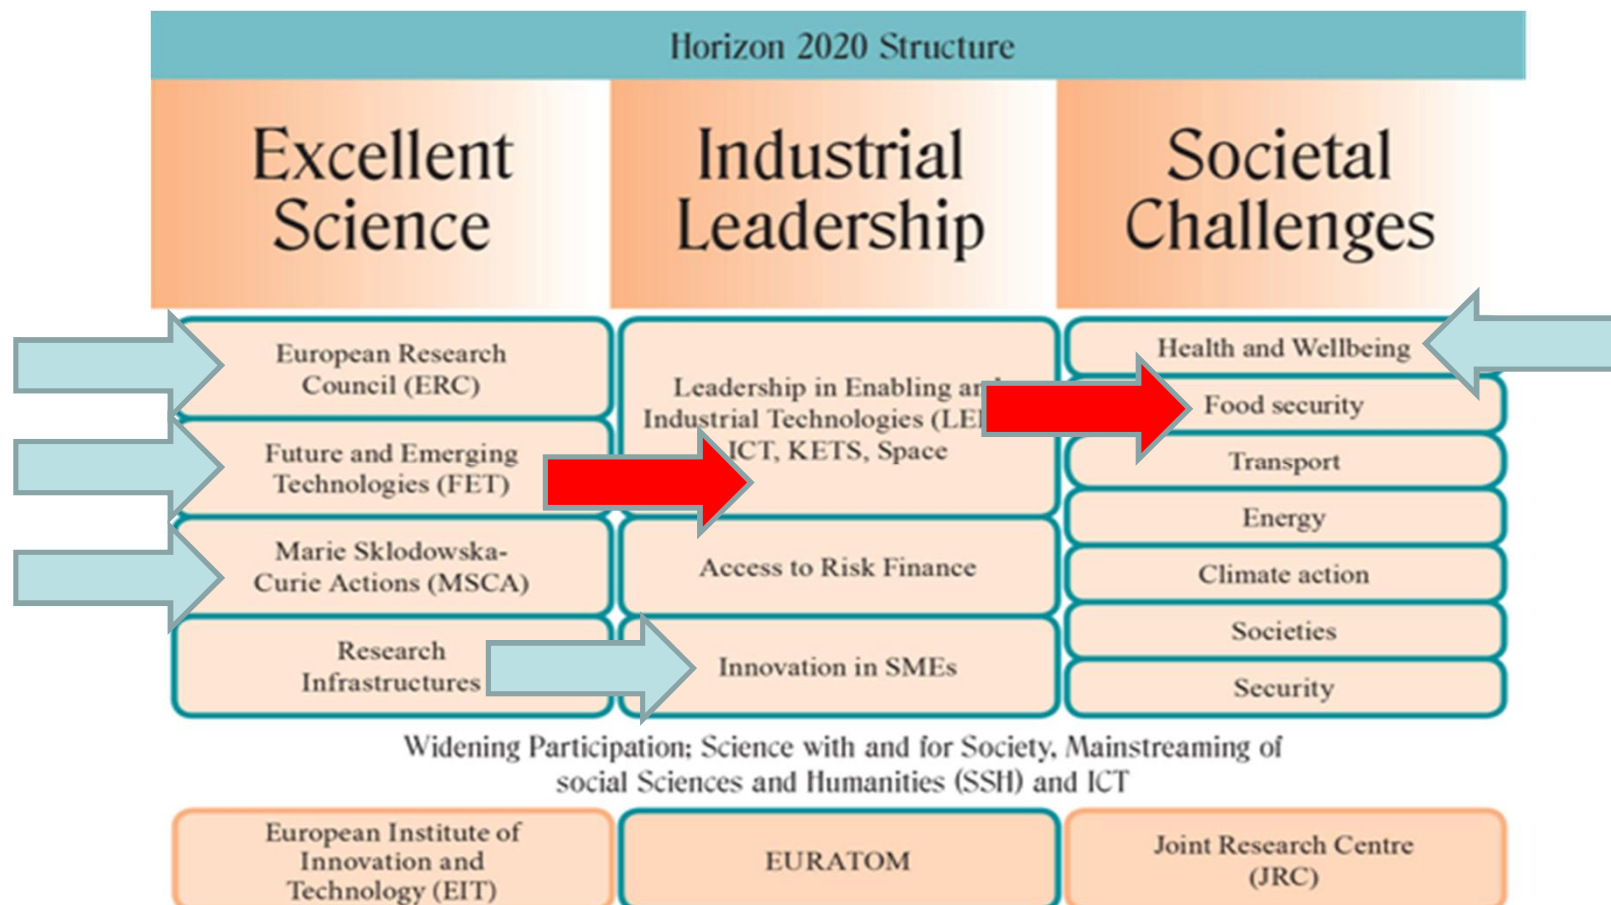 Horizon 2020 Structure
Excellent
Science
Industrial
Leadership
Societal
Challenges
European Research
Council (ERC)
Future and Emerging
Technologies (FET)
Marie Sklodowska-
Curie Actions (MSCA)
Research
Infrastructures
Leadership in Enabling
Industrial Technologies
ICT, KETS, Space
Access to Risk Finance
Innovation in SMEs
Health and Wellbeing
Food security
Transport
Energy
Climate action
Societies
Security
Widening Participation; Science with and for Society, Mainstreaming of
social Sciences and Humanities (SSH) and ICT
European Institute of
Innovation and
Technology (EIT)
EURATOM
Joint Research Centre
(JRC)